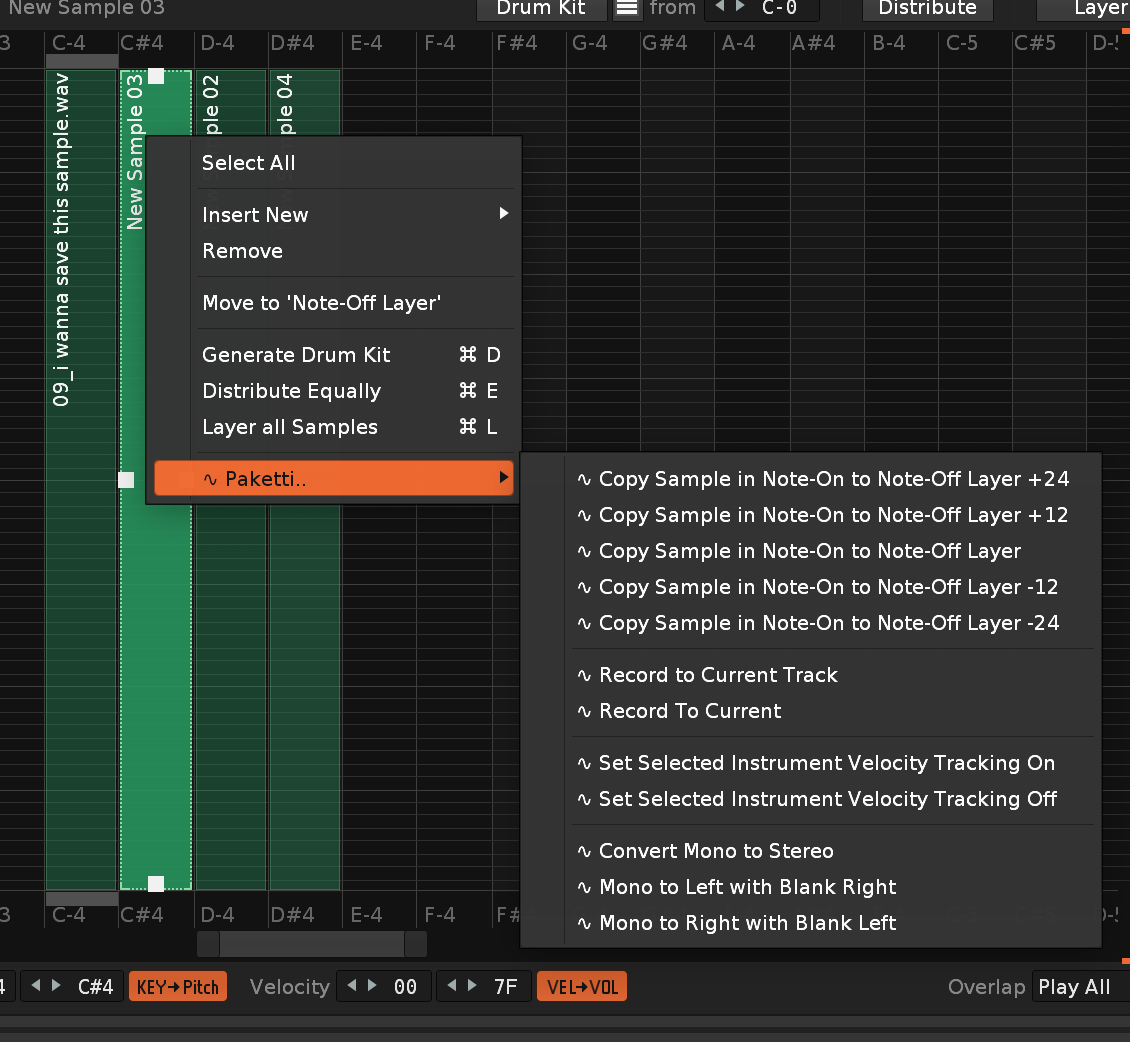 New Sample 03 Drum Kit from C-0 Distribute Layer
3 C-4 C#4 D-4 D#4 E-4 F-4 F#4 G-4 G#4 A-4 A#4 B-4 C-5 C#5 D-5
09_i wanna save this sample.wav
New Sample 03
ple 02
ple 04
Select All
Insert New
Remove
Move to 'Note-Off Layer'
Generate Drum Kit ⌘ D
Distribute Equally ⌘ E
Layer all Samples ⌘ L
∿ Paketti..
∿ Copy Sample in Note-On to Note-Off Layer +24
∿ Copy Sample in Note-On to Note-Off Layer +12
∿ Copy Sample in Note-On to Note-Off Layer
∿ Copy Sample in Note-On to Note-Off Layer -12
∿ Copy Sample in Note-On to Note-Off Layer -24
∿ Record to Current Track
∿ Record To Current
∿ Set Selected Instrument Velocity Tracking On
∿ Set Selected Instrument Velocity Tracking Off
∿ Convert Mono to Stereo
∿ Mono to Left with Blank Right
∿ Mono to Right with Blank Left
3 C-4 C#4 D-4 D#4 E-4 F-4 F#
4 C#4 KEY→Pitch Velocity 00 7F VEL→VOL Overlap Play All